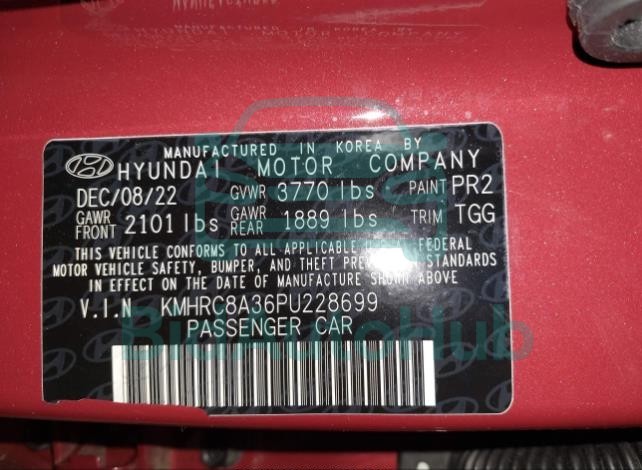 MANUFACTURED IN KOREA BY
HYUNDAI MOTOR COMPANY
DEC/08/22 GVWR 3770 lbs PAINT PR2
GAWR FRONT 2101 lbs GAWR REAR 1889 lbs TRIM TGG
THIS VEHICLE CONFORMS TO ALL APPLICABLE FEDERAL
MOTOR VEHICLE SAFETY, BUMPER, AND THEFT STANDARDS
IN EFFECT ON THE DATE OF MANUFACTURE SHOWN ABOVE
V.I.N KMHRC8A36PU228699
PASSENGER CAR
BidAutoHub